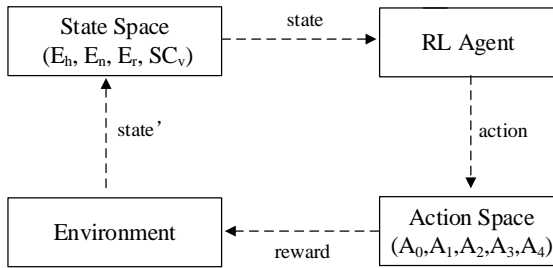 State Space
(Eₕ, Eₙ, Eᵣ, SCᵥ)
state
RL Agent
state’
action
Environment
reward
Action Space
(A₀,A₁,A₂,A₃,A₄)